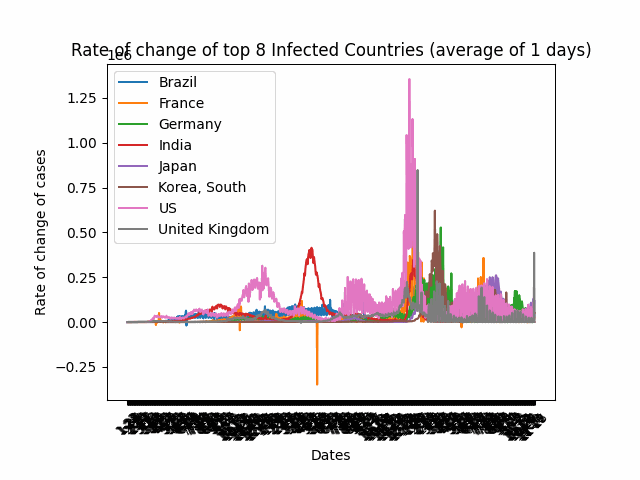 Rate of change of top 8 Infected Countries (average of 1 days)
1e6
Brazil
France
Germany
India
Japan
Korea, South
US
United Kingdom
1.25
1.00
0.75
0.50
0.25
0.00
−0.25
Rate of change of cases
Dates